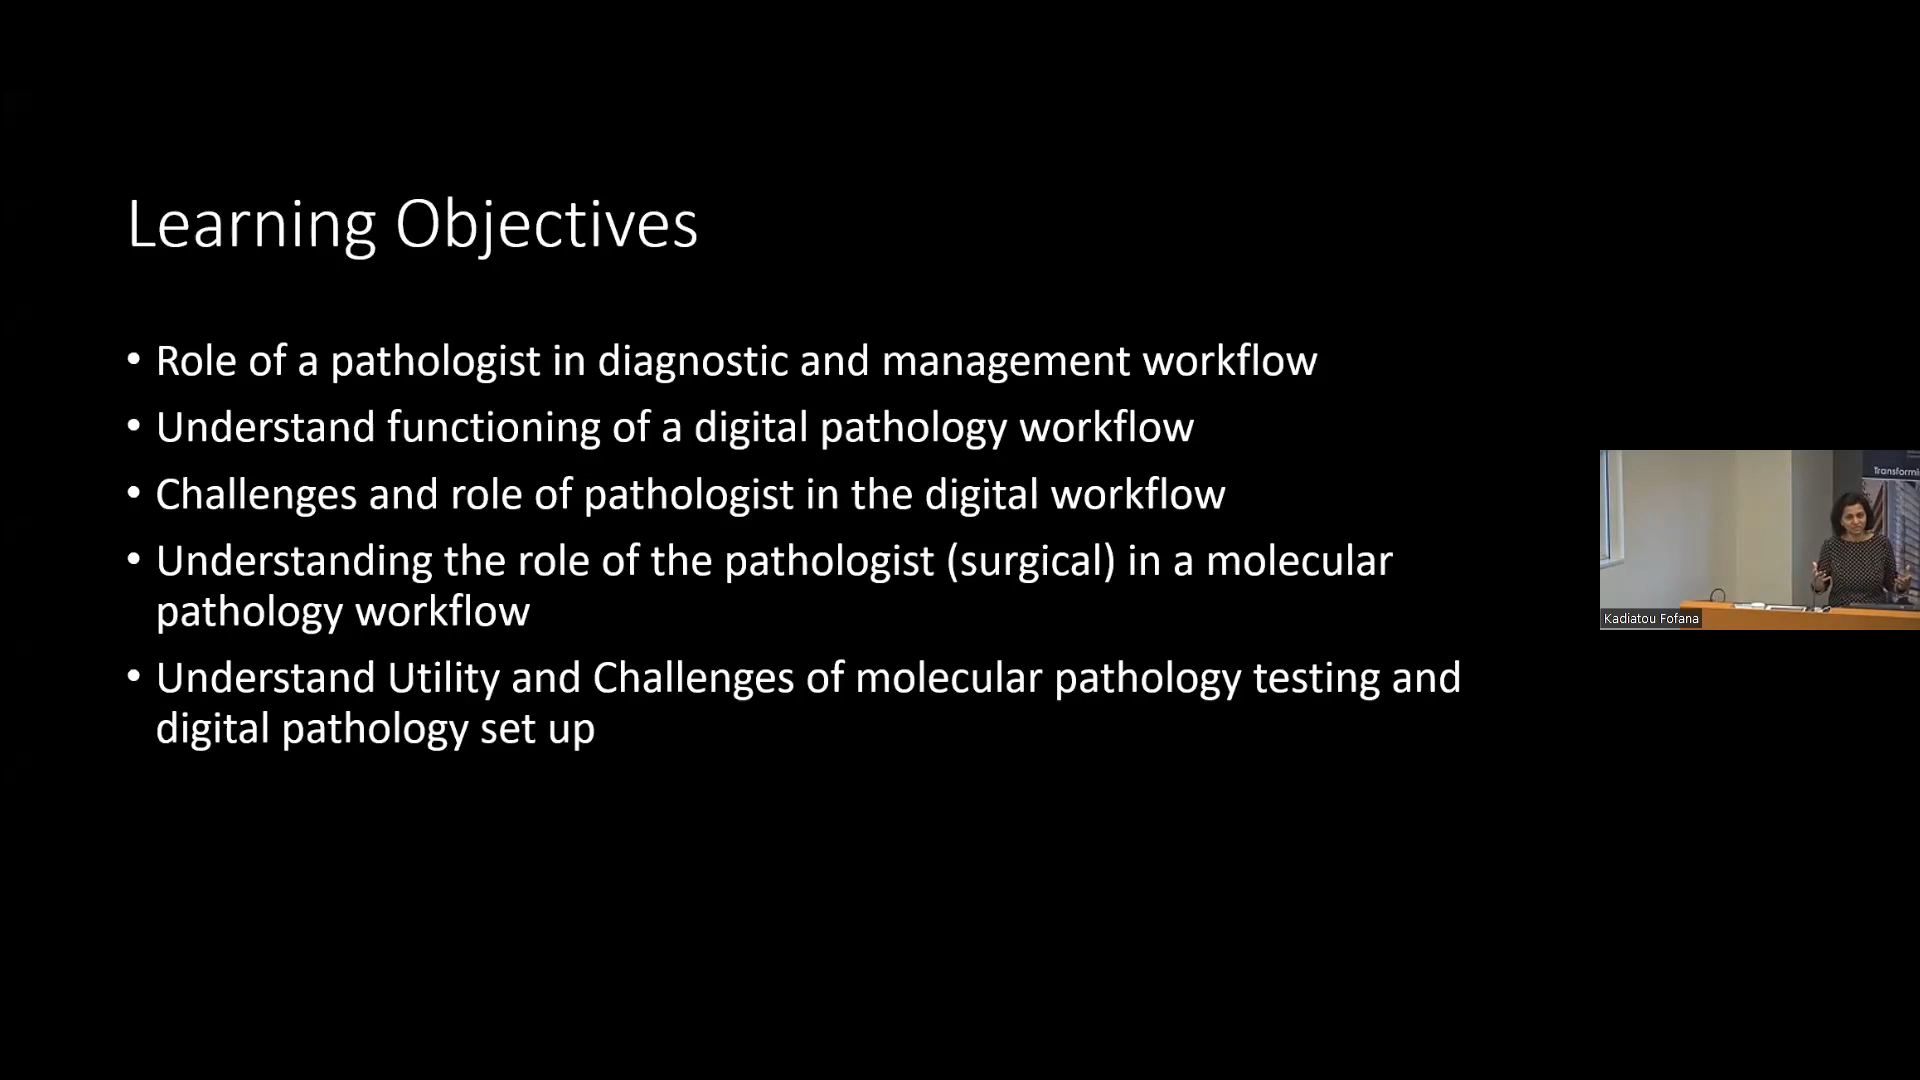 Learning Objectives
• Role of a pathologist in diagnostic and management workflow
• Understand functioning of a digital pathology workflow
• Challenges and role of pathologist in the digital workflow
• Understanding the role of the pathologist (surgical) in a molecular
pathology workflow
• Understand Utility and Challenges of molecular pathology testing and
digital pathology set up
Transformi
Kadiatou Fofana